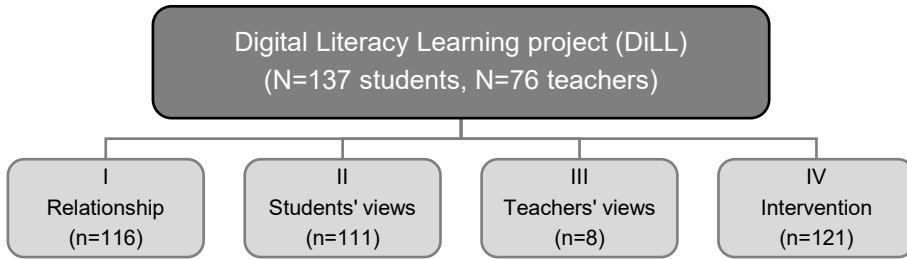 Digital Literacy Learning project (DiLL)
(N=137 students, N=76 teachers)
I
Relationship
(n=116)
II
Students' views
(n=111)
III
Teachers' views
(n=8)
IV
Intervention
(n=121)